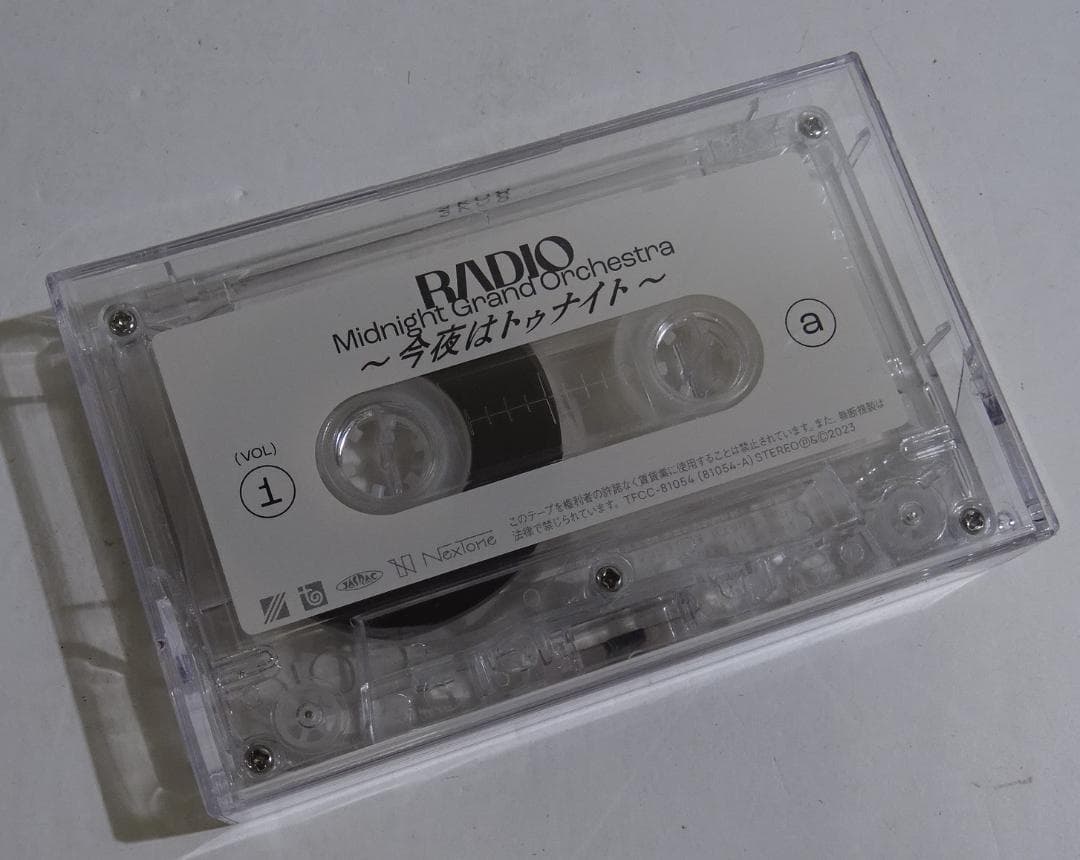 RADIO
Midnight Grand Orchestra
～今夜はトゥナイト～
a
(VOL)
1
このテープを権利者の許諾なく賃貸業に使用することは禁止されています。また、無断複製は
法律で禁じられています。 TFCC-81054 (81054-A) STEREO Ⓟ&©2023
JASRAC
NexTone